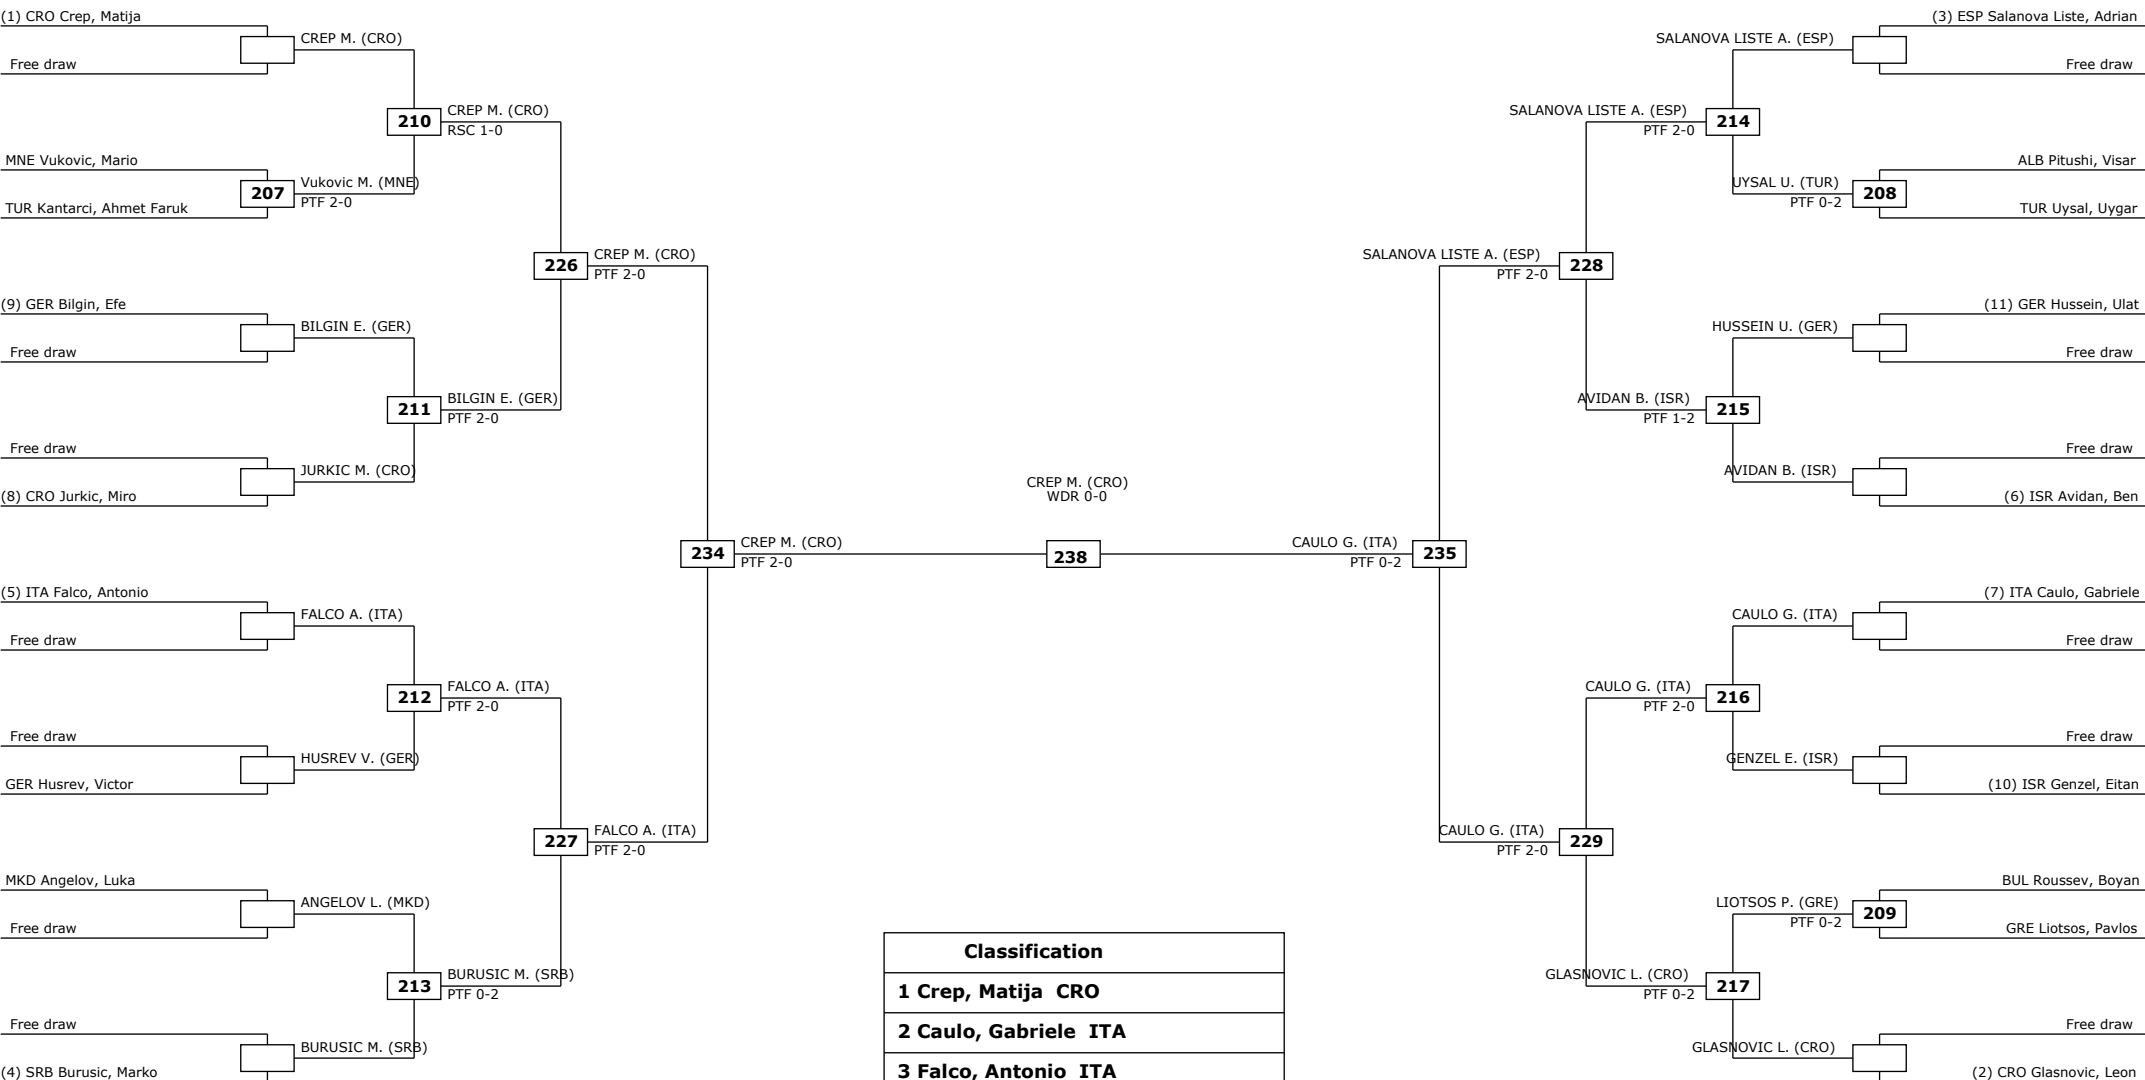 (1) CRO Crep, Matija
CREP M. (CRO)
Free draw
210
CREP M. (CRO)
RSC 1-0
MNE Vukovic, Mario
207
Vukovic M. (MNE)
PTF 2-0
TUR Kantarci, Ahmet Faruk
226
CREP M. (CRO)
PTF 2-0
(9) GER Bilgin, Efe
BILGIN E. (GER)
Free draw
211
BILGIN E. (GER)
PTF 2-0
Free draw
JURKIC M. (CRO)
(8) CRO Jurkic, Miro
234
CREP M. (CRO)
PTF 2-0
(5) ITA Falco, Antonio
FALCO A. (ITA)
Free draw
212
FALCO A. (ITA)
PTF 2-0
Free draw
HUSREV V. (GER)
GER Husrev, Victor
227
FALCO A. (ITA)
PTF 2-0
MKD Angelov, Luka
ANGELOV L. (MKD)
Free draw
213
BURUSIC M. (SRB)
PTF 0-2
Free draw
BURUSIC M. (SRB)
(4) SRB Burusic, Marko
CREP M. (CRO)
WDR 0-0
238
(3) ESP Salanova Liste, Adrian
SALANOVA LISTE A. (ESP)
Free draw
SALANOVA LISTE A. (ESP)
PTF 2-0
214
ALB Pitushi, Visar
UYSAL U. (TUR)
PTF 0-2
208
TUR Uysal, Uygar
SALANOVA LISTE A. (ESP)
PTF 2-0
228
(11) GER Hussein, Ulat
HUSSEIN U. (GER)
Free draw
AVIDAN B. (ISR)
PTF 1-2
215
Free draw
AVIDAN B. (ISR)
(6) ISR Avidan, Ben
CAULO G. (ITA)
PTF 0-2
235
(7) ITA Caulo, Gabriele
CAULO G. (ITA)
Free draw
CAULO G. (ITA)
PTF 2-0
216
Free draw
GENZEL E. (ISR)
(10) ISR Genzel, Eitan
CAULO G. (ITA)
PTF 2-0
229
BUL Roussev, Boyan
LIOTSOS P. (GRE)
PTF 0-2
209
GRE Liotsos, Pavlos
GLASNOVIC L. (CRO)
PTF 0-2
217
Free draw
GLASNOVIC L. (CRO)
(2) CRO Glasnovic, Leon
Classification
1 Crep, Matija CRO
2 Caulo, Gabriele ITA
3 Falco, Antonio ITA